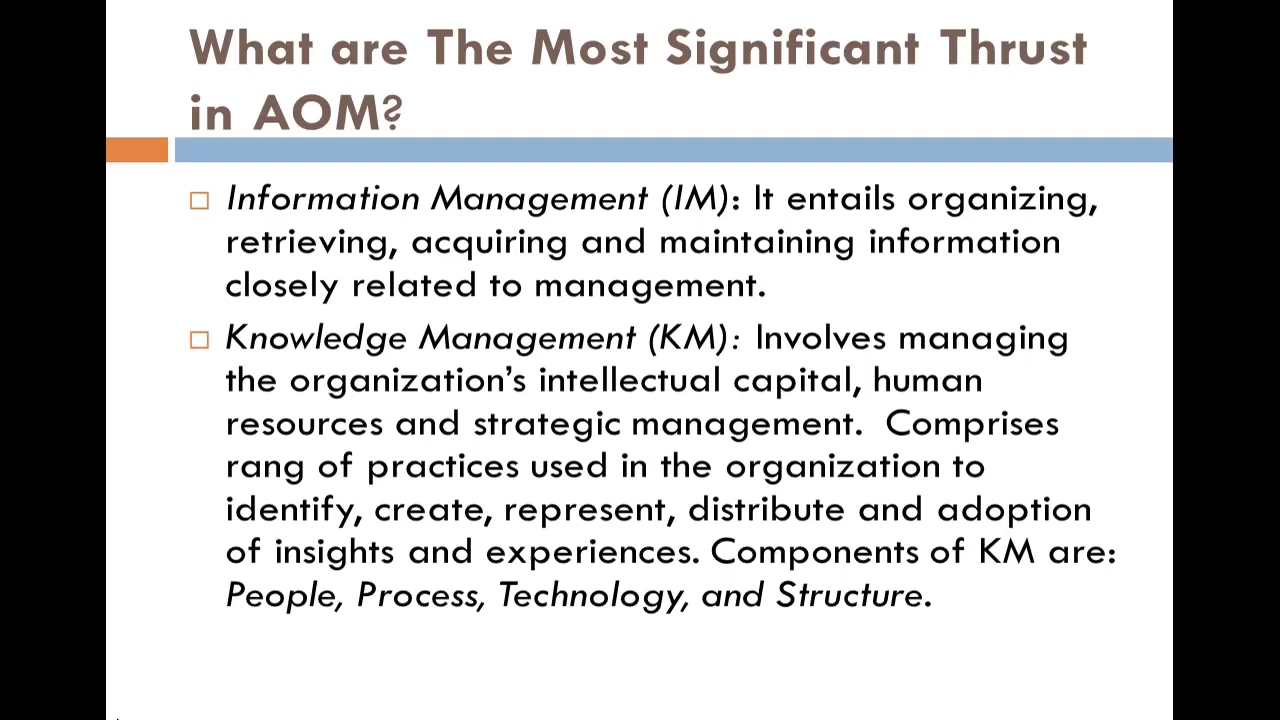 What are The Most Significant Thrust
in AOM?
Information Management (IM): It entails organizing,
retrieving, acquiring and maintaining information
closely related to management.
Knowledge Management (KM): Involves managing
the organization’s intellectual capital, human
resources and strategic management.  Comprises
rang of practices used in the organization to
identify, create, represent, distribute and adoption
of insights and experiences. Components of KM are:
People, Process, Technology, and Structure.